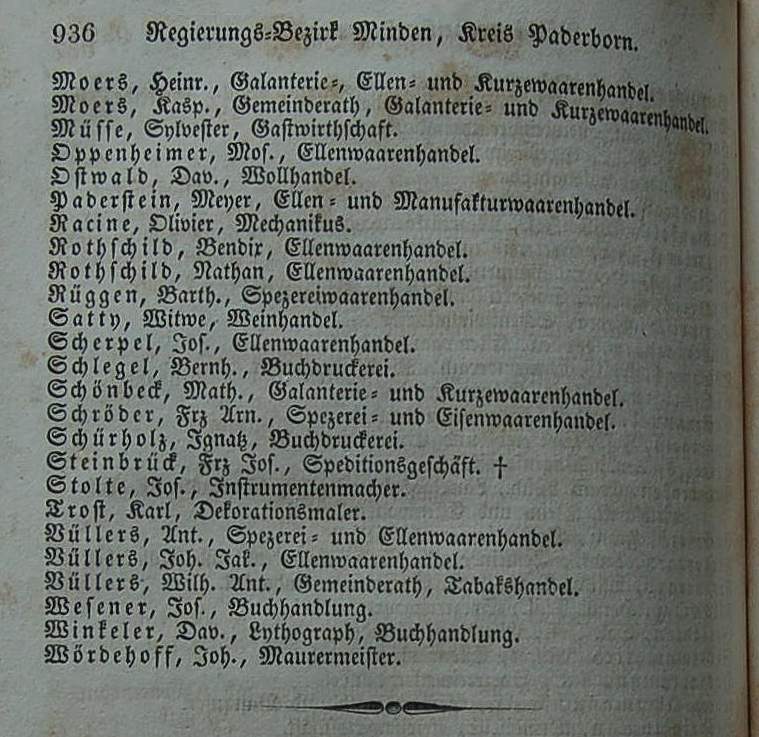 936 Regierungs-Bezirk Minden, Kreis Paderborn.
Moers, Heinr., Galanterie-, Ellen- und Kurzewaarenhandel.
Moers, Kasp., Gemeinderath, Galanterie- und Kurzewaarenhandel.
Müsse, Sylvester, Gastwirthschaft.
Oppenheimer, Mos., Ellenwaarenhandel.
Ostwald, Dav., Wollhandel.
Paderstein, Meyer, Ellen- und Manufakturwaarenhandel.
Racine, Olivier, Mechanikus.
Rothschild, Bendix, Ellenwaarenhandel.
Rothschild, Nathan, Ellenwaarenhandel.
Rüggen, Barth., Spezereiwaarenhandel.
Satty, Witwe, Weinhandel.
Scherpel, Jos., Ellenwaarenhandel.
Schlegel, Bernh., Buchdruckerei.
Schönbeck, Math., Galanterie- und Kurzewaarenhandel.
Schröder, Frz Arn., Spezerei- und Eisenwaarenhandel.
Schürholz, Ignatz, Buchdruckerei.
Steinbrück, Frz Jos., Speditionsgeschäft. †
Stolte, Jos., Instrumentenmacher.
Trost, Karl, Dekorationsmaler.
Vüllers, Ant., Spezerei- und Ellenwaarenhandel.
Vüllers, Joh. Jak., Ellenwaarenhandel.
Vüllers, Wilh. Ant., Gemeinderath, Tabakshandel.
Wesener, Jos., Buchhandlung.
Winkeler, Dav., Lythograph, Buchhandlung.
Wördehoff, Joh., Maurermeister.